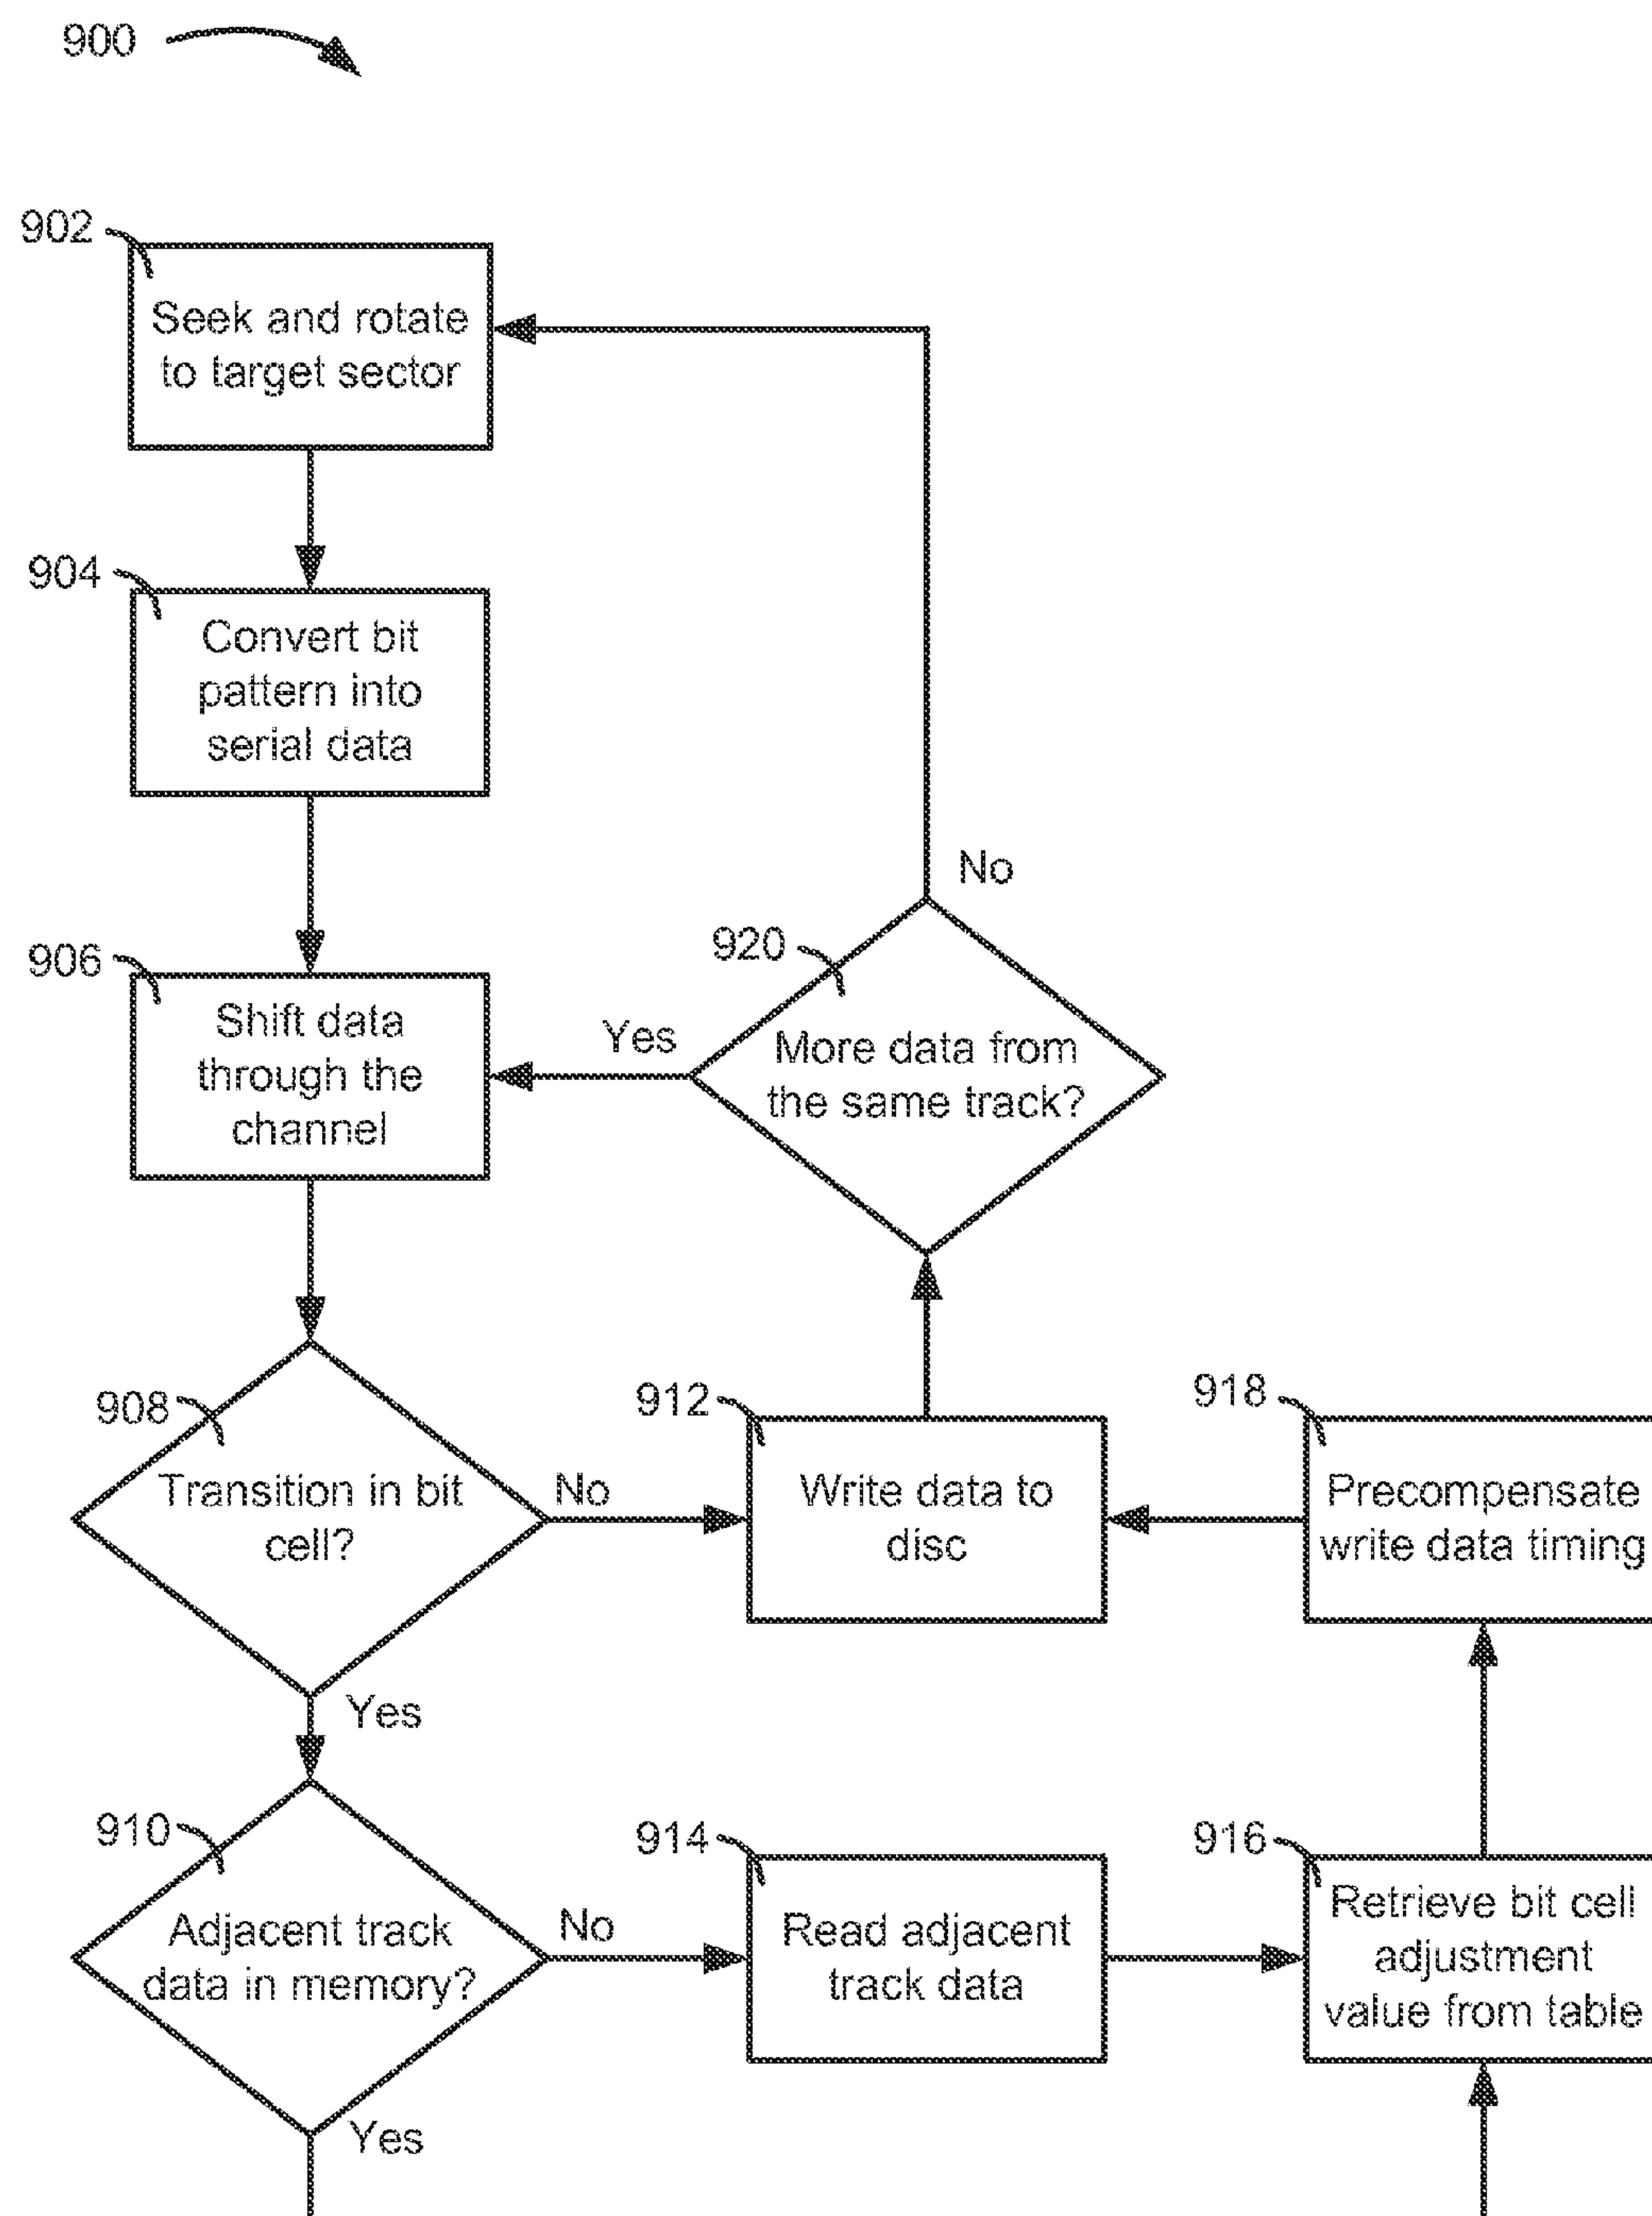 900
902
Seek and rotate
to target sector
904
Convert bit
pattern into
serial data
No
920
906
Shift data
through the
channel
Yes
More data from
the same track?
908
Transition in bit
cell?
No
912
Write data to
disc
918
Precompensate
write data timing
Yes
910
Adjacent track
data in memory?
No
914
Read adjacent
track data
916
Retrieve bit cell
adjustment
value from table
Yes